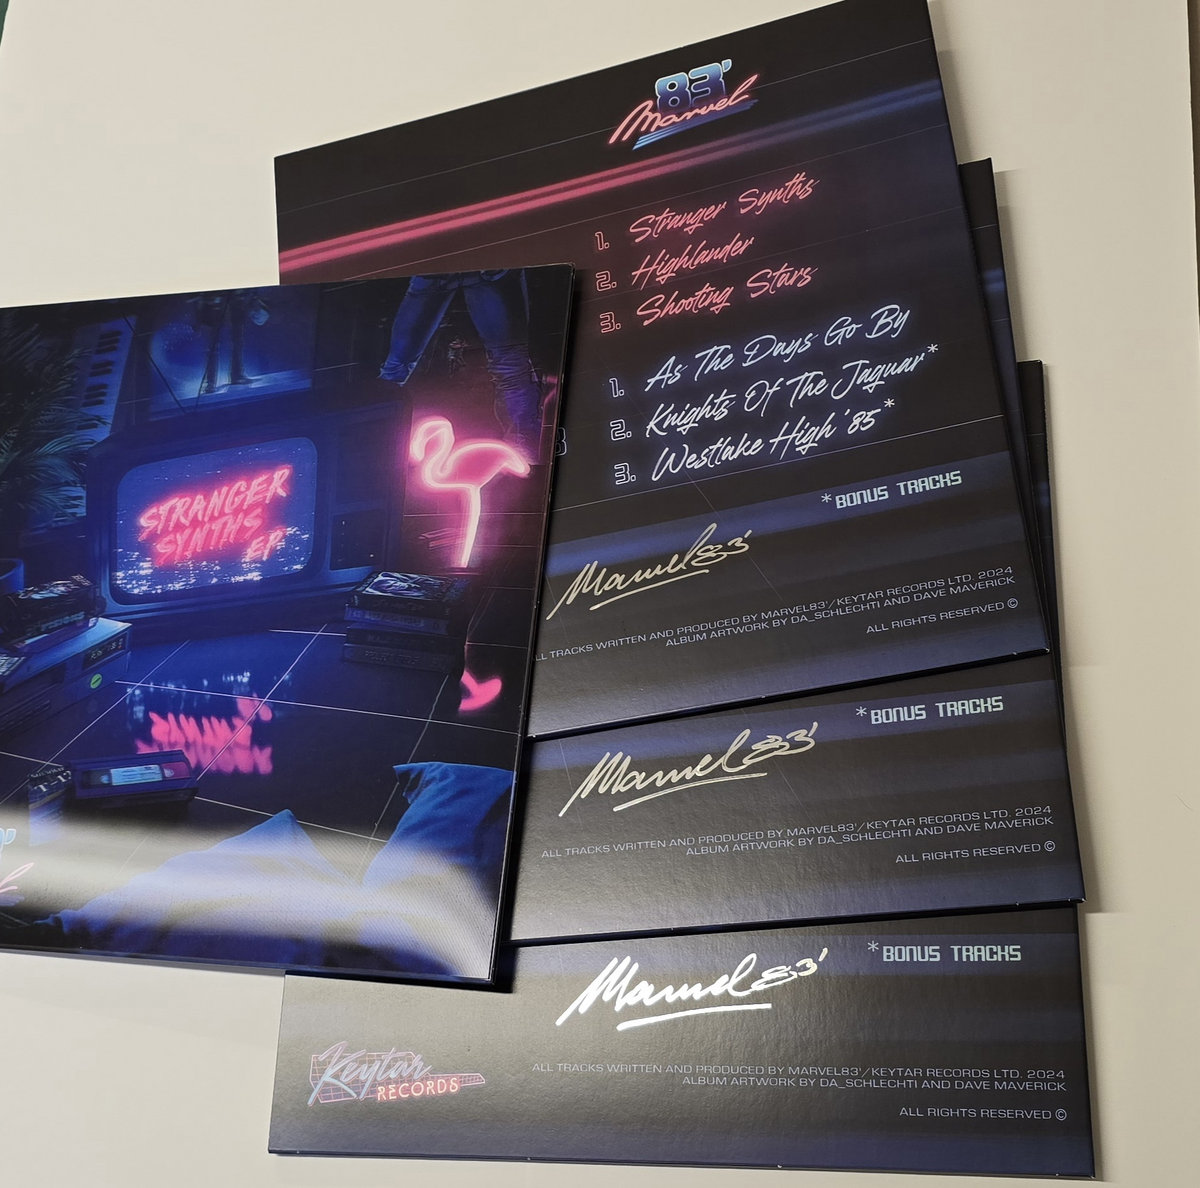 83'
Marvel
1. Stranger Synths
2. Highlander
3. Shooting Stars
1. As The Days Go By
2. Knights Of The Jaguar*
3. Westlake High '85*
*BONUS TRACKS
Marvel83'
ALL TRACKS WRITTEN AND PRODUCED BY MARVEL83'/KEYTAR RECORDS LTD. 2024
ALBUM ARTWORK BY DA_SCHLECHTI AND DAVE MAVERICK
ALL RIGHTS RESERVED ©
STRANGER
SYNTHS
EP
*BONUS TRACKS
Marvel83'
ALL TRACKS WRITTEN AND PRODUCED BY MARVEL83'/KEYTAR RECORDS LTD. 2024
ALBUM ARTWORK BY DA_SCHLECHTI AND DAVE MAVERICK
ALL RIGHTS RESERVED ©
*BONUS TRACKS
Marvel83'
Keytar
RECORDS
ALL TRACKS WRITTEN AND PRODUCED BY MARVEL83'/KEYTAR RECORDS LTD. 2024
ALBUM ARTWORK BY DA_SCHLECHTI AND DAVE MAVERICK
ALL RIGHTS RESERVED ©